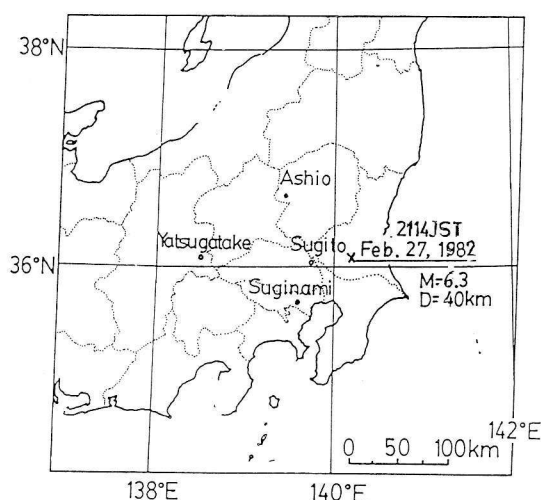 38°N
Ashio
2114JST
Yatsugatake
Sugito
Feb. 27, 1982
36°N
M=6.3
Suginami
D=40km
142°E
0 50 100km
138°E
140°E